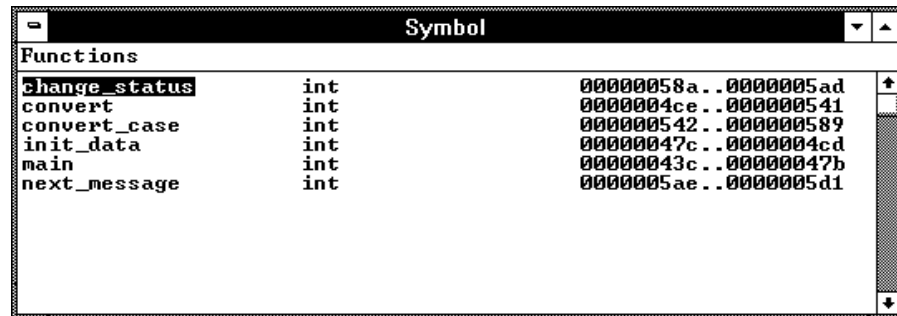 Symbol
Functions
change_status int 00000058a..0000005ad
convert int 0000004ce..000000541
convert_case int 000000542..000000589
init_data int 00000047c..0000004cd
main int 00000043c..00000047b
next_message int 0000005ae..0000005d1